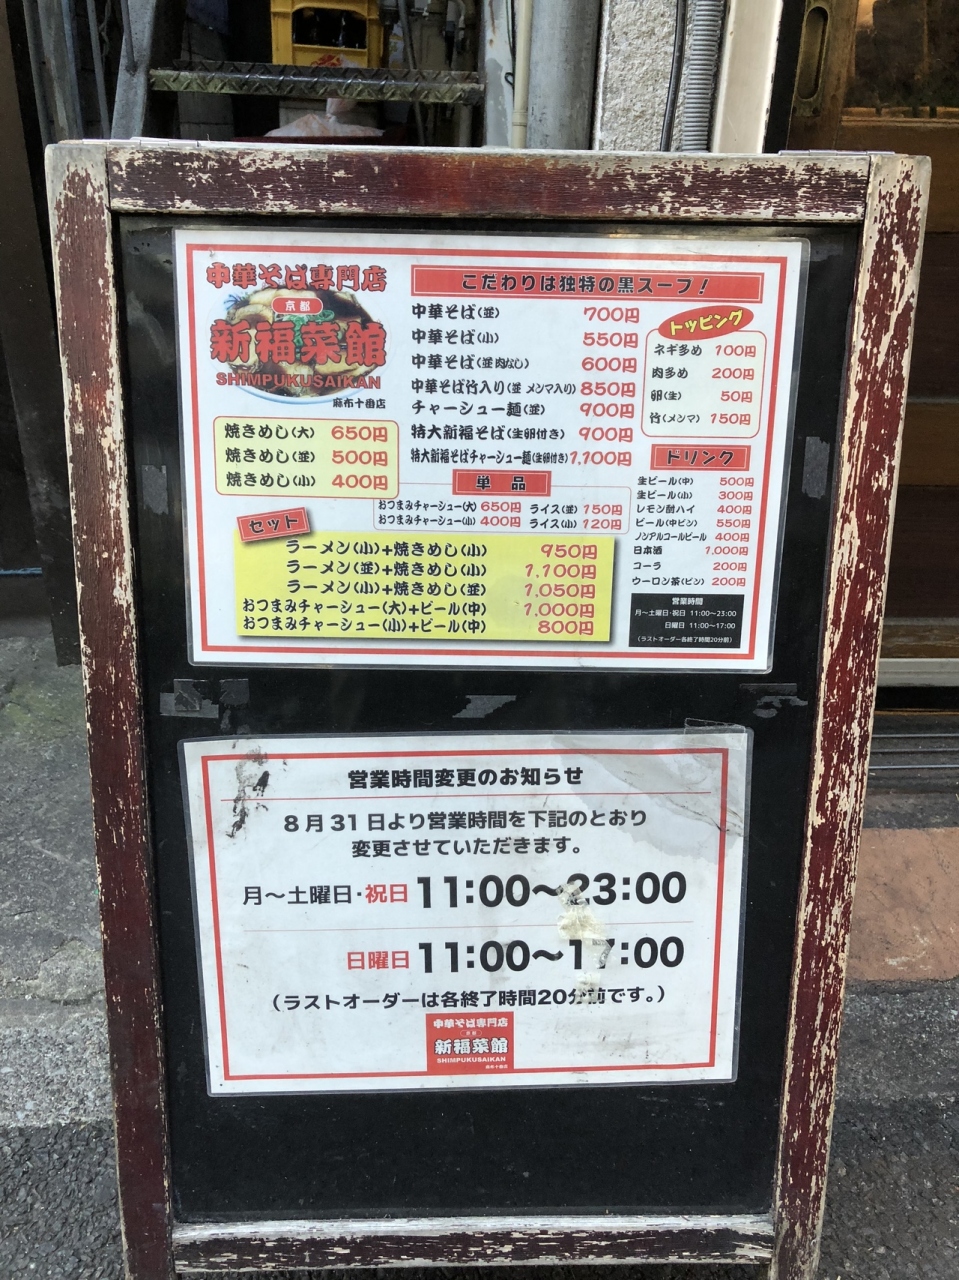 中華そば専門店
京都
新福菜館
SHIMPUKUSAIKAN
麻布十番店
こだわりは独特の黒スープ！
中華そば(並) 700円
中華そば(小) 550円
中華そば(並 肉なし) 600円
中華そば竹入り(並 メンマ入り) 850円
チャーシュー麺(並) 900円
特大新福そば(生卵付き) 900円
特大新福そばチャーシュー麺(生卵付き) 1,100円
トッピング
ネギ多め 100円
肉多め 200円
卵(生) 50円
竹(メンマ) 150円
焼きめし(大) 650円
焼きめし(並) 500円
焼きめし(小) 400円
単品
おつまみチャーシュー(大) 650円 ライス(並) 150円
おつまみチャーシュー(小) 400円 ライス(小) 120円
ドリンク
生ビール(中) 500円
生ビール(小) 300円
レモン酎ハイ 400円
ビール(中ビン) 550円
ノンアルコールビール 400円
日本酒 1,000円
コーラ 200円
ウーロン茶(ビン) 200円
セット
ラーメン(小)+焼きめし(小) 950円
ラーメン(並)+焼きめし(小) 1,100円
ラーメン(小)+焼きめし(並) 1,050円
おつまみチャーシュー(大)+ビール(中) 1,000円
おつまみチャーシュー(小)+ビール(中) 800円
営業時間
月〜土曜日・祝日 11:00〜23:00
日曜日 11:00〜17:00
(ラストオーダー各終了時間20分前)
営業時間変更のお知らせ
8月31日より営業時間を下記のとおり
変更させていただきます。
月〜土曜日・祝日 11:00〜23:00
日曜日 11:00〜17:00
(ラストオーダーは各終了時間20分前です。)
中華そば専門店
京都
新福菜館
SHIMPUKUSAIKAN
麻布十番店